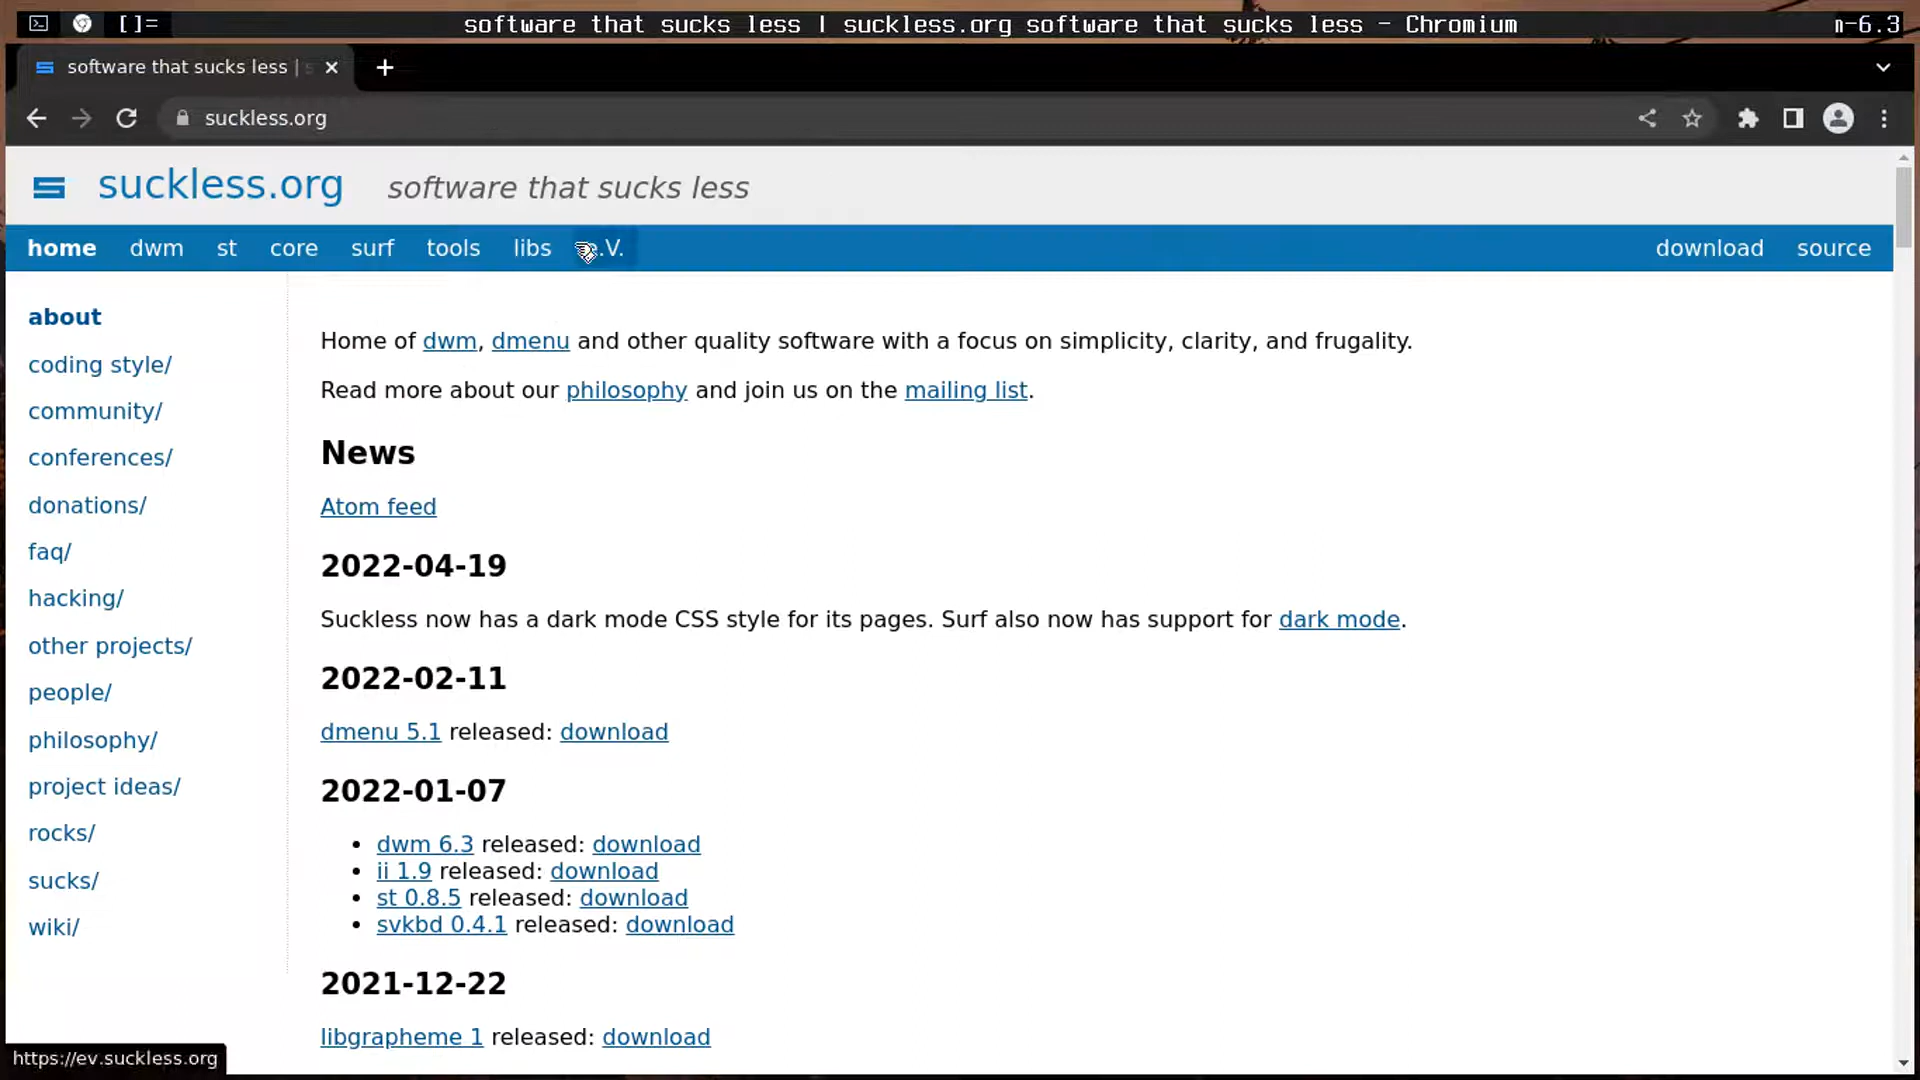 []= software that sucks less | suckless.org software that sucks less – Chromium n-6.3
software that sucks less |
suckless.org
suckless.org software that sucks less
home dwm st core surf tools libs e.V. download source
about
coding style/
community/
conferences/
donations/
faq/
hacking/
other projects/
people/
philosophy/
project ideas/
rocks/
sucks/
wiki/
Home of dwm, dmenu and other quality software with a focus on simplicity, clarity, and frugality.
Read more about our philosophy and join us on the mailing list.
News
Atom feed
2022-04-19
Suckless now has a dark mode CSS style for its pages. Surf also now has support for dark mode.
2022-02-11
dmenu 5.1 released: download
2022-01-07
• dwm 6.3 released: download
• ii 1.9 released: download
• st 0.8.5 released: download
• svkbd 0.4.1 released: download
2021-12-22
libgrapheme 1 released: download
https://ev.suckless.org